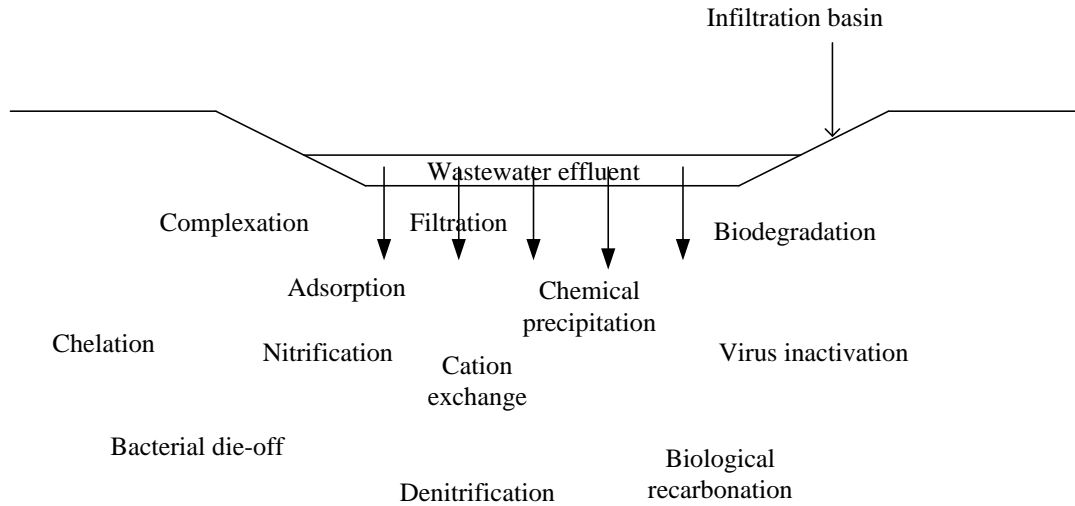 Infiltration basin
Wastewater effluent
Complexation
Filtration
Biodegradation
Adsorption
Chemical
precipitation
Chelation
Nitrification
Cation
exchange
Virus inactivation
Bacterial die-off
Denitrification
Biological
recarbonation